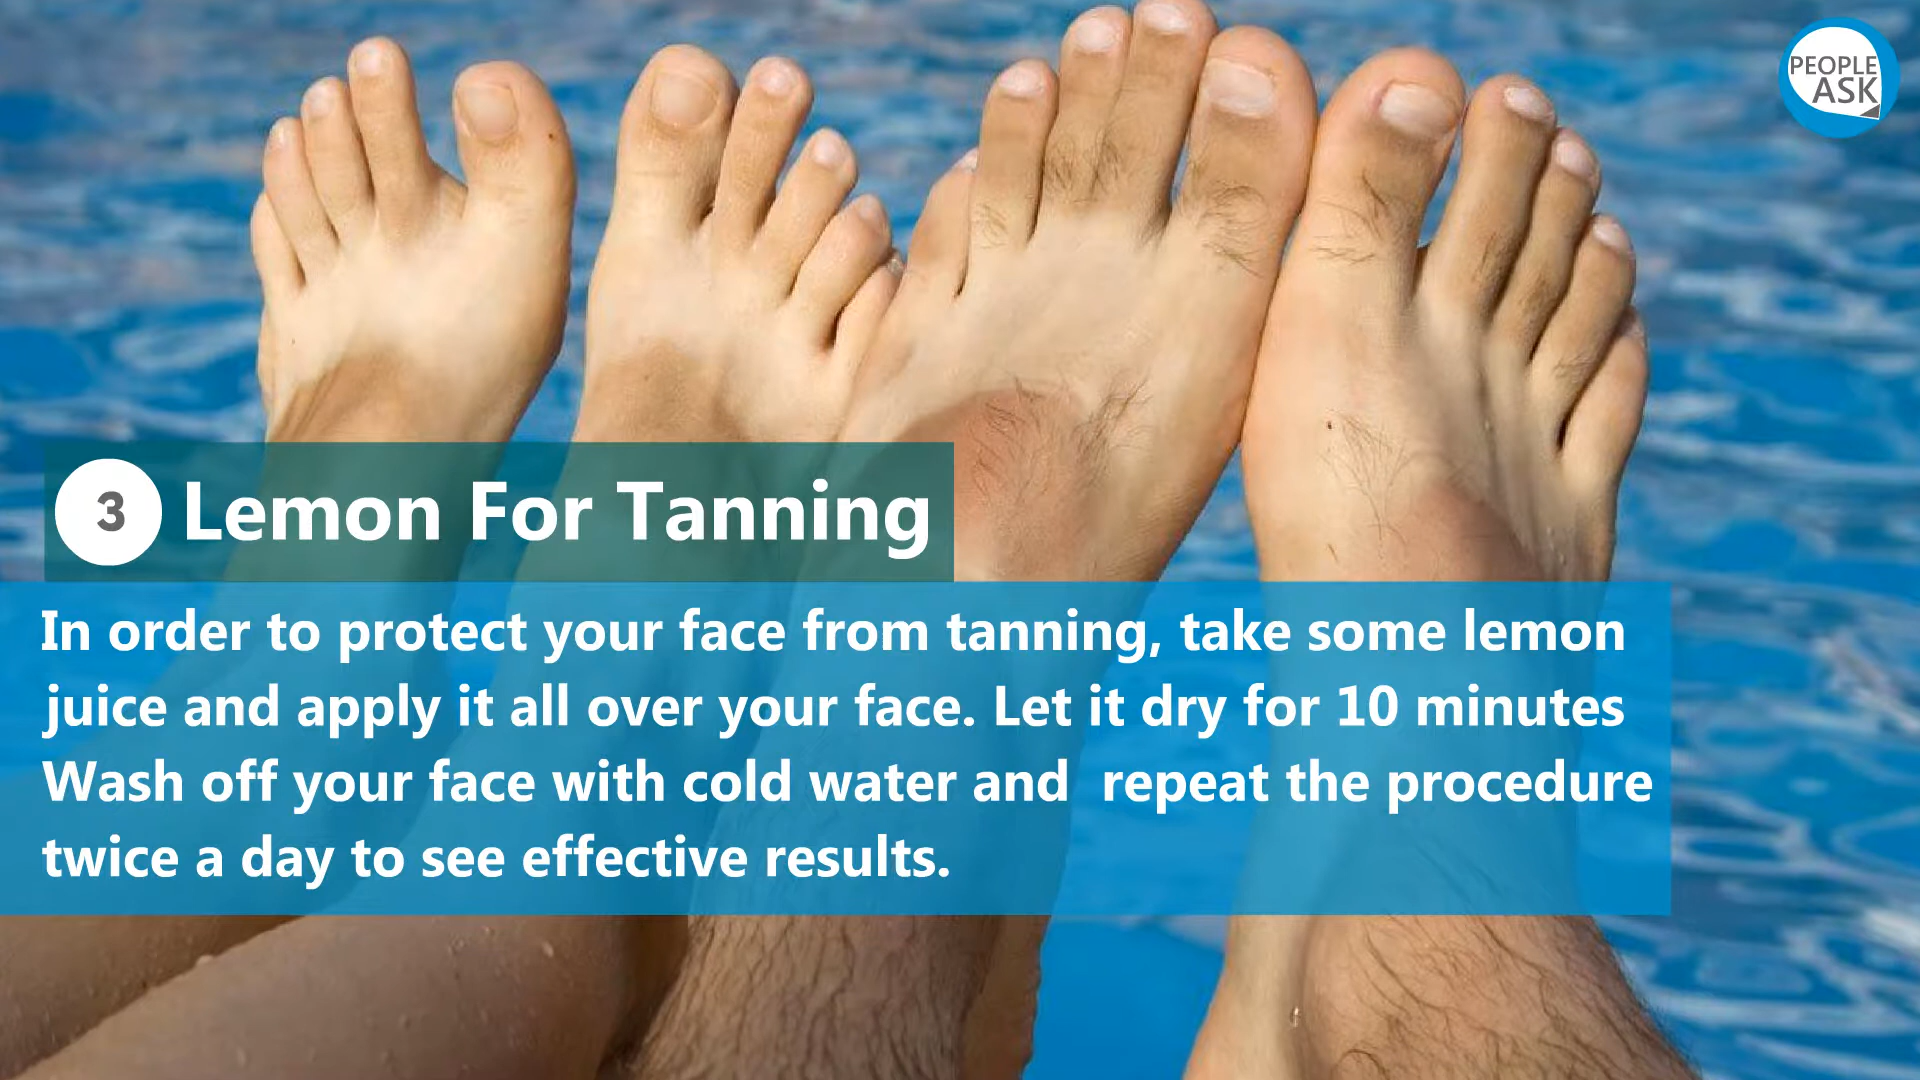 PEOPLE
ASK
3 Lemon For Tanning
In order to protect your face from tanning, take some lemon
juice and apply it all over your face. Let it dry for 10 minutes
Wash off your face with cold water and  repeat the procedure
twice a day to see effective results.